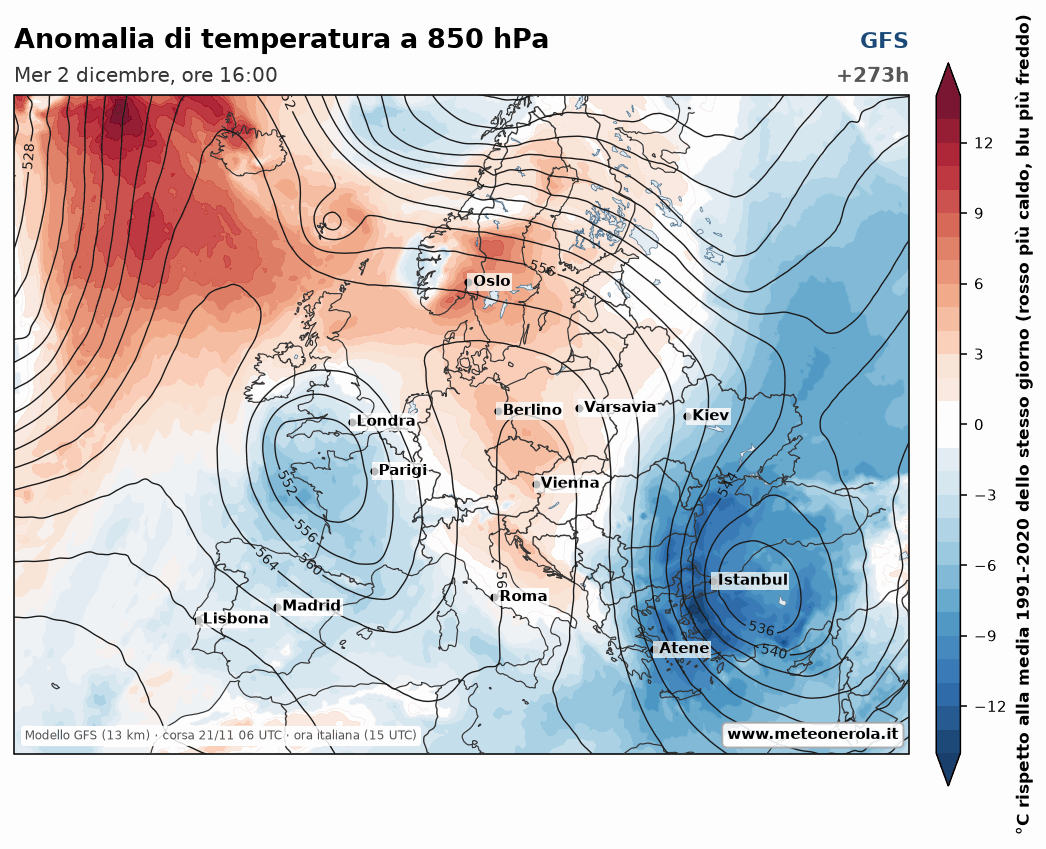 Anomalia di temperatura a 850 hPa
GFS
Mer 2 dicembre, ore 16:00
+273h
528
552
556
Oslo
Londra
Berlino
Varsavia
Kiev
Parigi
Vienna
552
556
560
564
544
Istanbul
Roma
Madrid
Lisbona
Atene
536
540
Modello GFS (13 km) · corsa 21/11 06 UTC · ora italiana (15 UTC)
www.meteonerola.it
12
9
6
3
0
−3
−6
−9
−12
°C rispetto alla media 1991-2020 dello stesso giorno (rosso più caldo, blu più freddo)